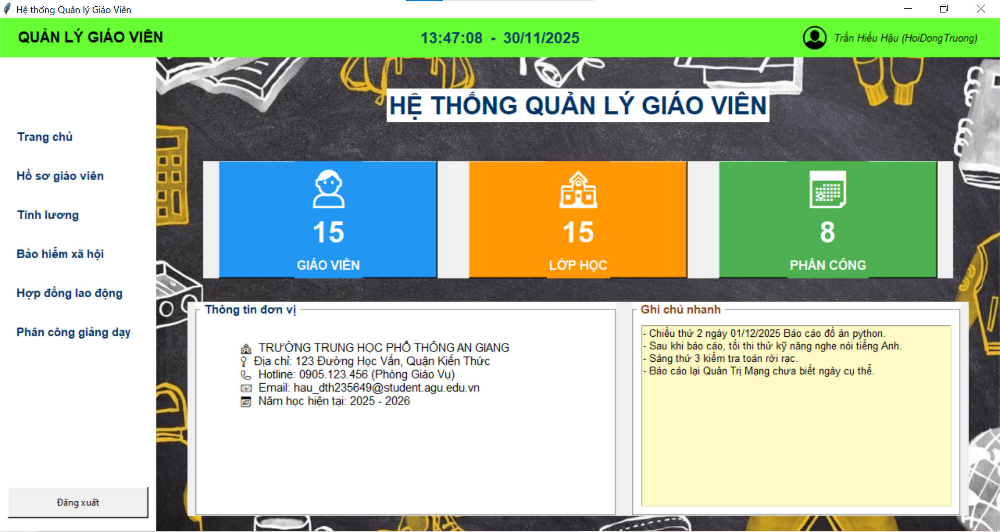 Hệ thống Quản lý Giáo Viên
QUẢN LÝ GIÁO VIÊN
13:47:08 - 30/11/2025
Trần Hiếu Hậu (HoiDongTruong)
HỆ THỐNG QUẢN LÝ GIÁO VIÊN
Trang chủ
Hồ sơ giáo viên
Tính lương
Bảo hiểm xã hội
Hợp đồng lao động
Phân công giảng dạy
Đăng xuất
15
GIÁO VIÊN
15
LỚP HỌC
8
PHÂN CÔNG
Thông tin đơn vị
TRƯỜNG TRUNG HỌC PHỔ THÔNG AN GIANG
Địa chỉ: 123 Đường Học Vấn, Quận Kiến Thức
Hotline: 0905.123.456 (Phòng Giáo Vụ)
Email: hau_dth235649@student.agu.edu.vn
Năm học hiện tại: 2025 - 2026
Ghi chú nhanh
- Chiều thứ 2 ngày 01/12/2025 Báo cáo đồ án python.
- Sau khi báo cáo, tối thi thử kỹ năng nghe nói tiếng Anh.
- Sáng thứ 3 kiểm tra toán rời rạc.
- Báo cáo lại Quản Trị Mạng chưa biết ngày cụ thể.